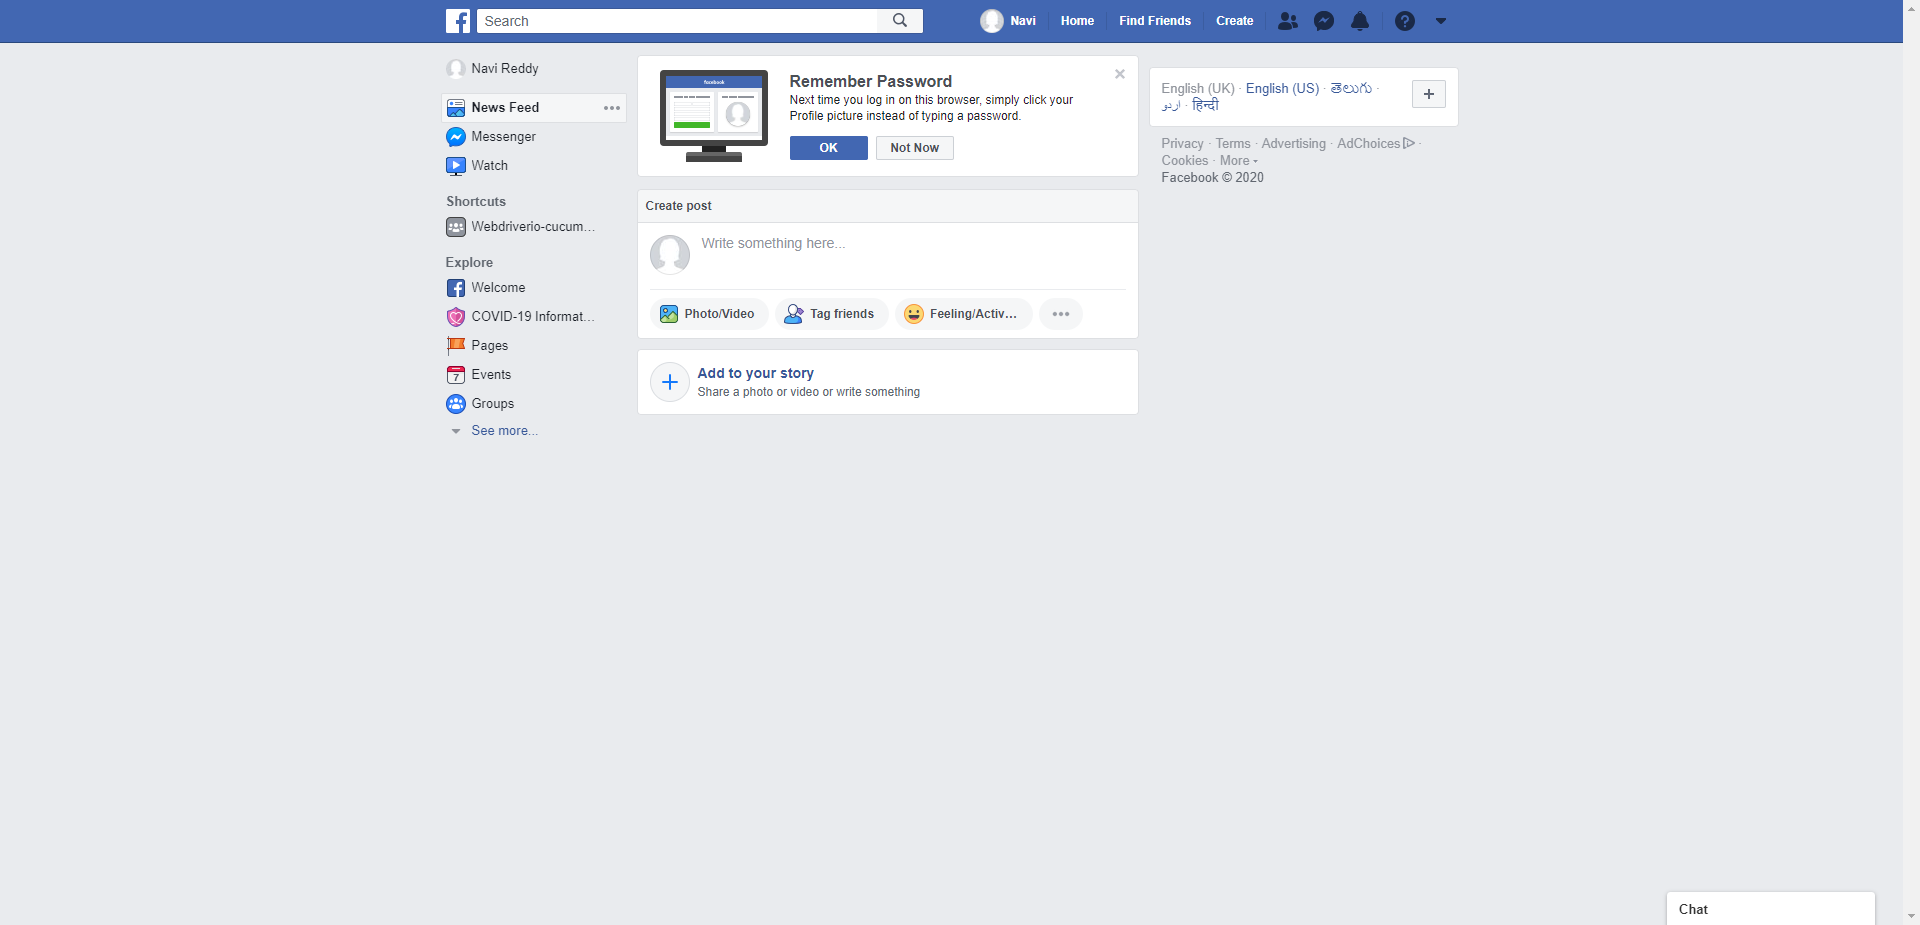 Search
Navi
Home
Find Friends
Create
Navi Reddy
News Feed
Messenger
Watch
Shortcuts
Webdriverio-cucum...
Explore
Welcome
COVID-19 Informat...
Pages
7
Events
Groups
See more...
facebook
Remember Password
Next time you log in on this browser, simply click your
Profile picture instead of typing a password.
OK
Not Now
Create post
Write something here...
Photo/Video
Tag friends
Feeling/Activ...
Add to your story
Share a photo or video or write something
English (UK) · English (US) · తెలుగు ·
اردو · हिन्दी
Privacy · Terms · Advertising · AdChoices ·
Cookies · More
Facebook © 2020
Chat